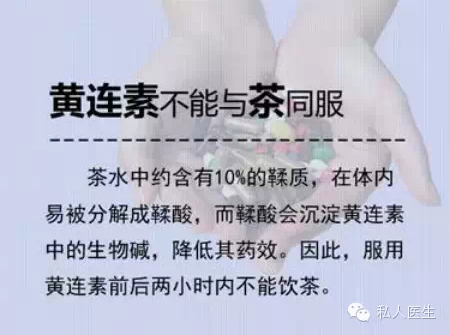 黄连素不能与茶同服
茶水中约含有10%的鞣质，在体内
易被分解成鞣酸，而鞣酸会沉淀黄连素
中的生物碱，降低其药效。因此，服用
黄连素前后两小时内不能饮茶。
私人医生